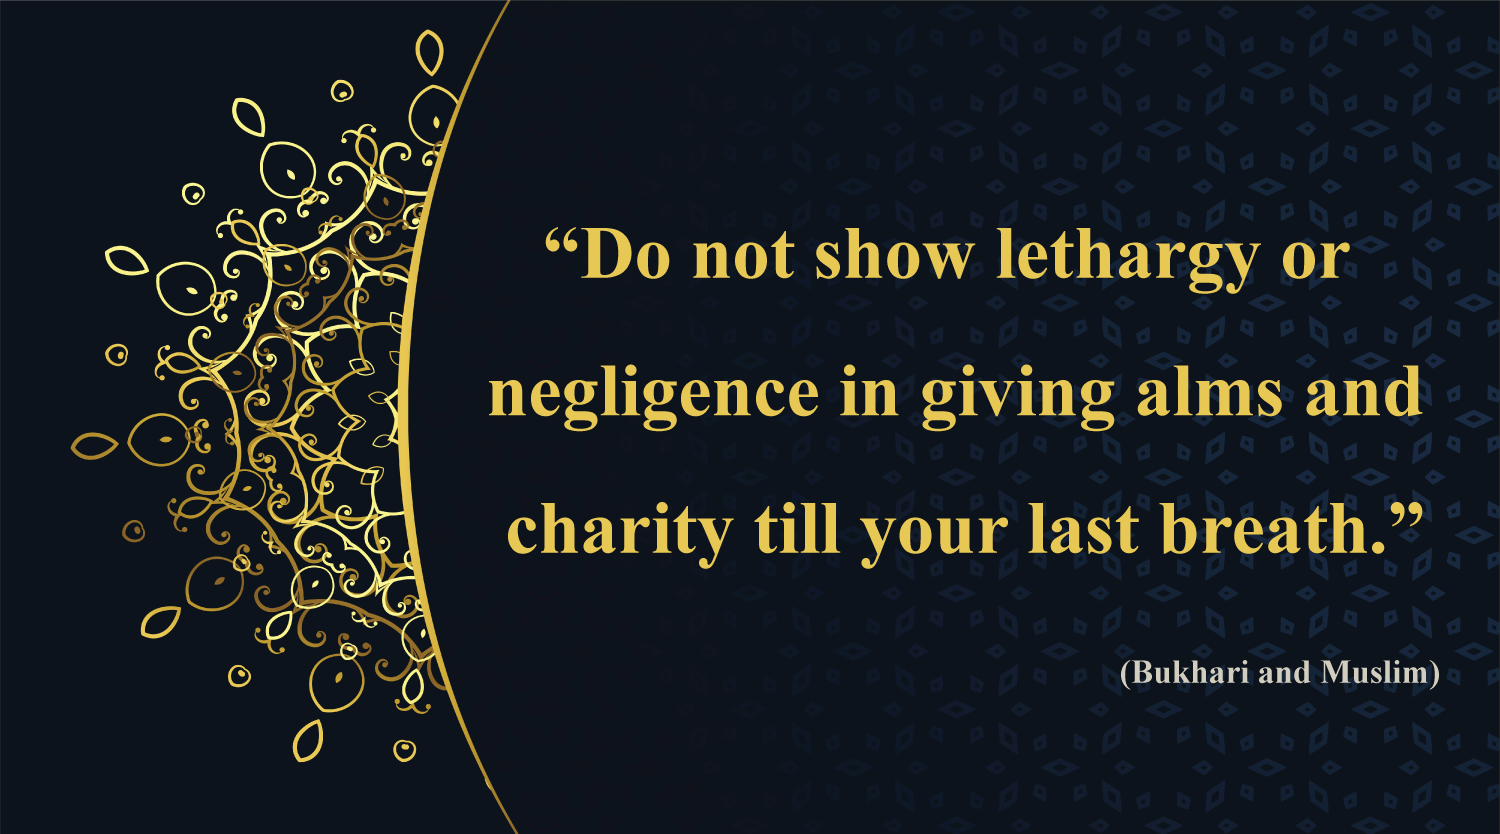 “Do not show lethargy or
negligence in giving alms and
charity till your last breath.”
(Bukhari and Muslim)